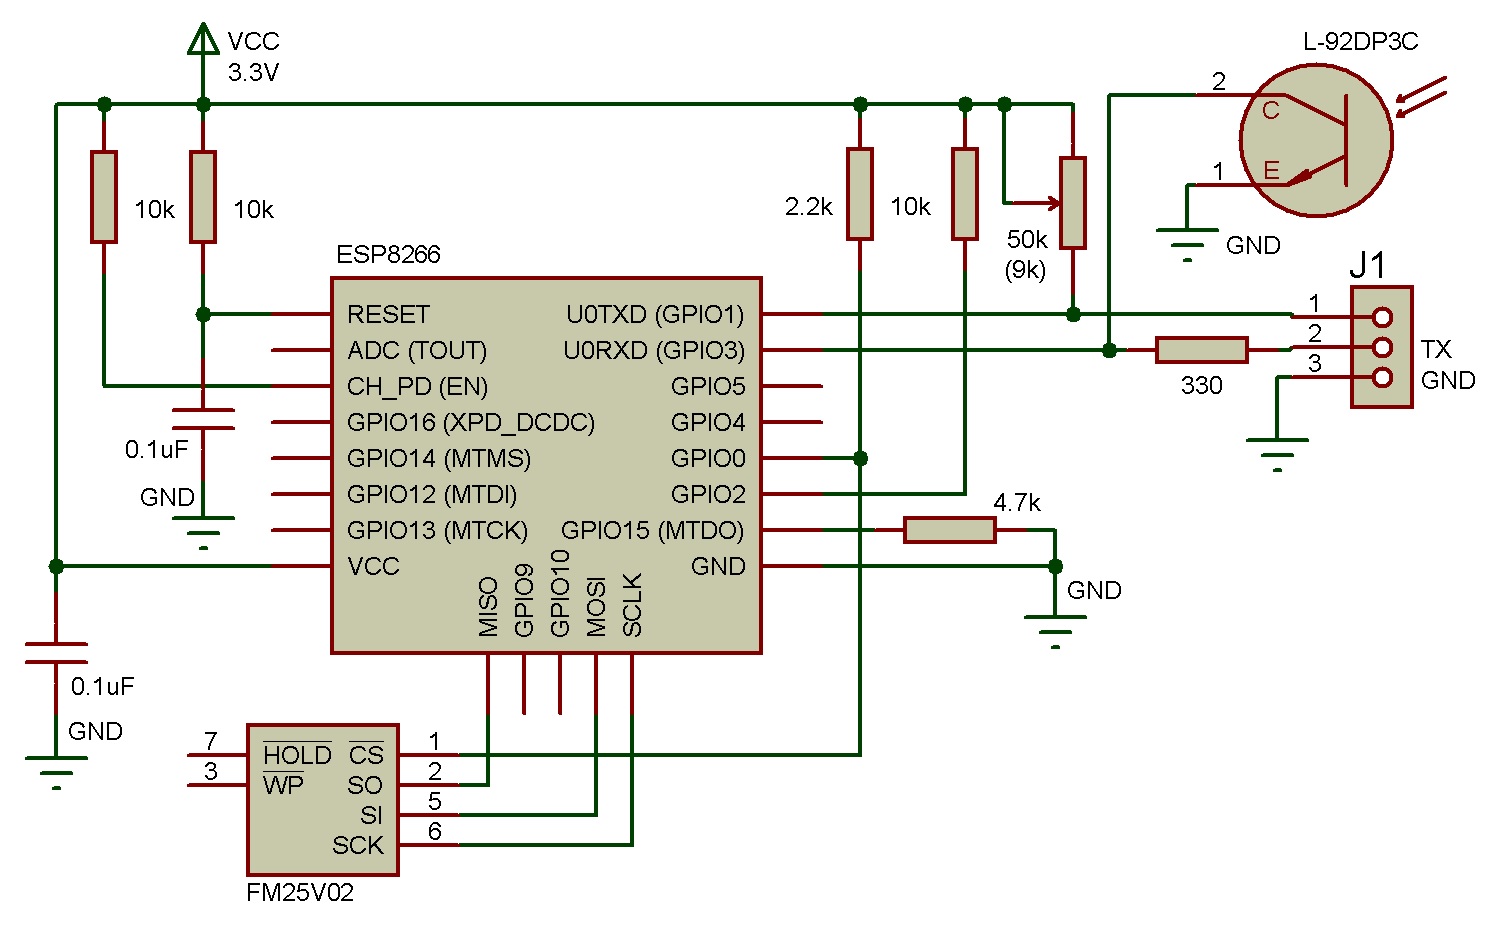 VCC
3.3V
L-92DP3C
2
C
1
E
GND
10k
10k
2.2k
10k
50k
(9k)
ESP8266
J1
RESET
ADC (TOUT)
CH_PD (EN)
GPIO16 (XPD_DCDC)
GPIO14 (MTMS)
GPIO12 (MTDI)
GPIO13 (MTCK)
VCC
U0TXD (GPIO1)
U0RXD (GPIO3)
GPIO5
GPIO4
GPIO0
GPIO2
GPIO15 (MTDO)
GND
MISO
GPIO9
GPIO10
MOSI
SCLK
1
2
3
TX
GND
330
0.1uF
GND
4.7k
GND
0.1uF
GND
7
3
HOLD
WP
CS
SO
SI
SCK
1
2
5
6
FM25V02